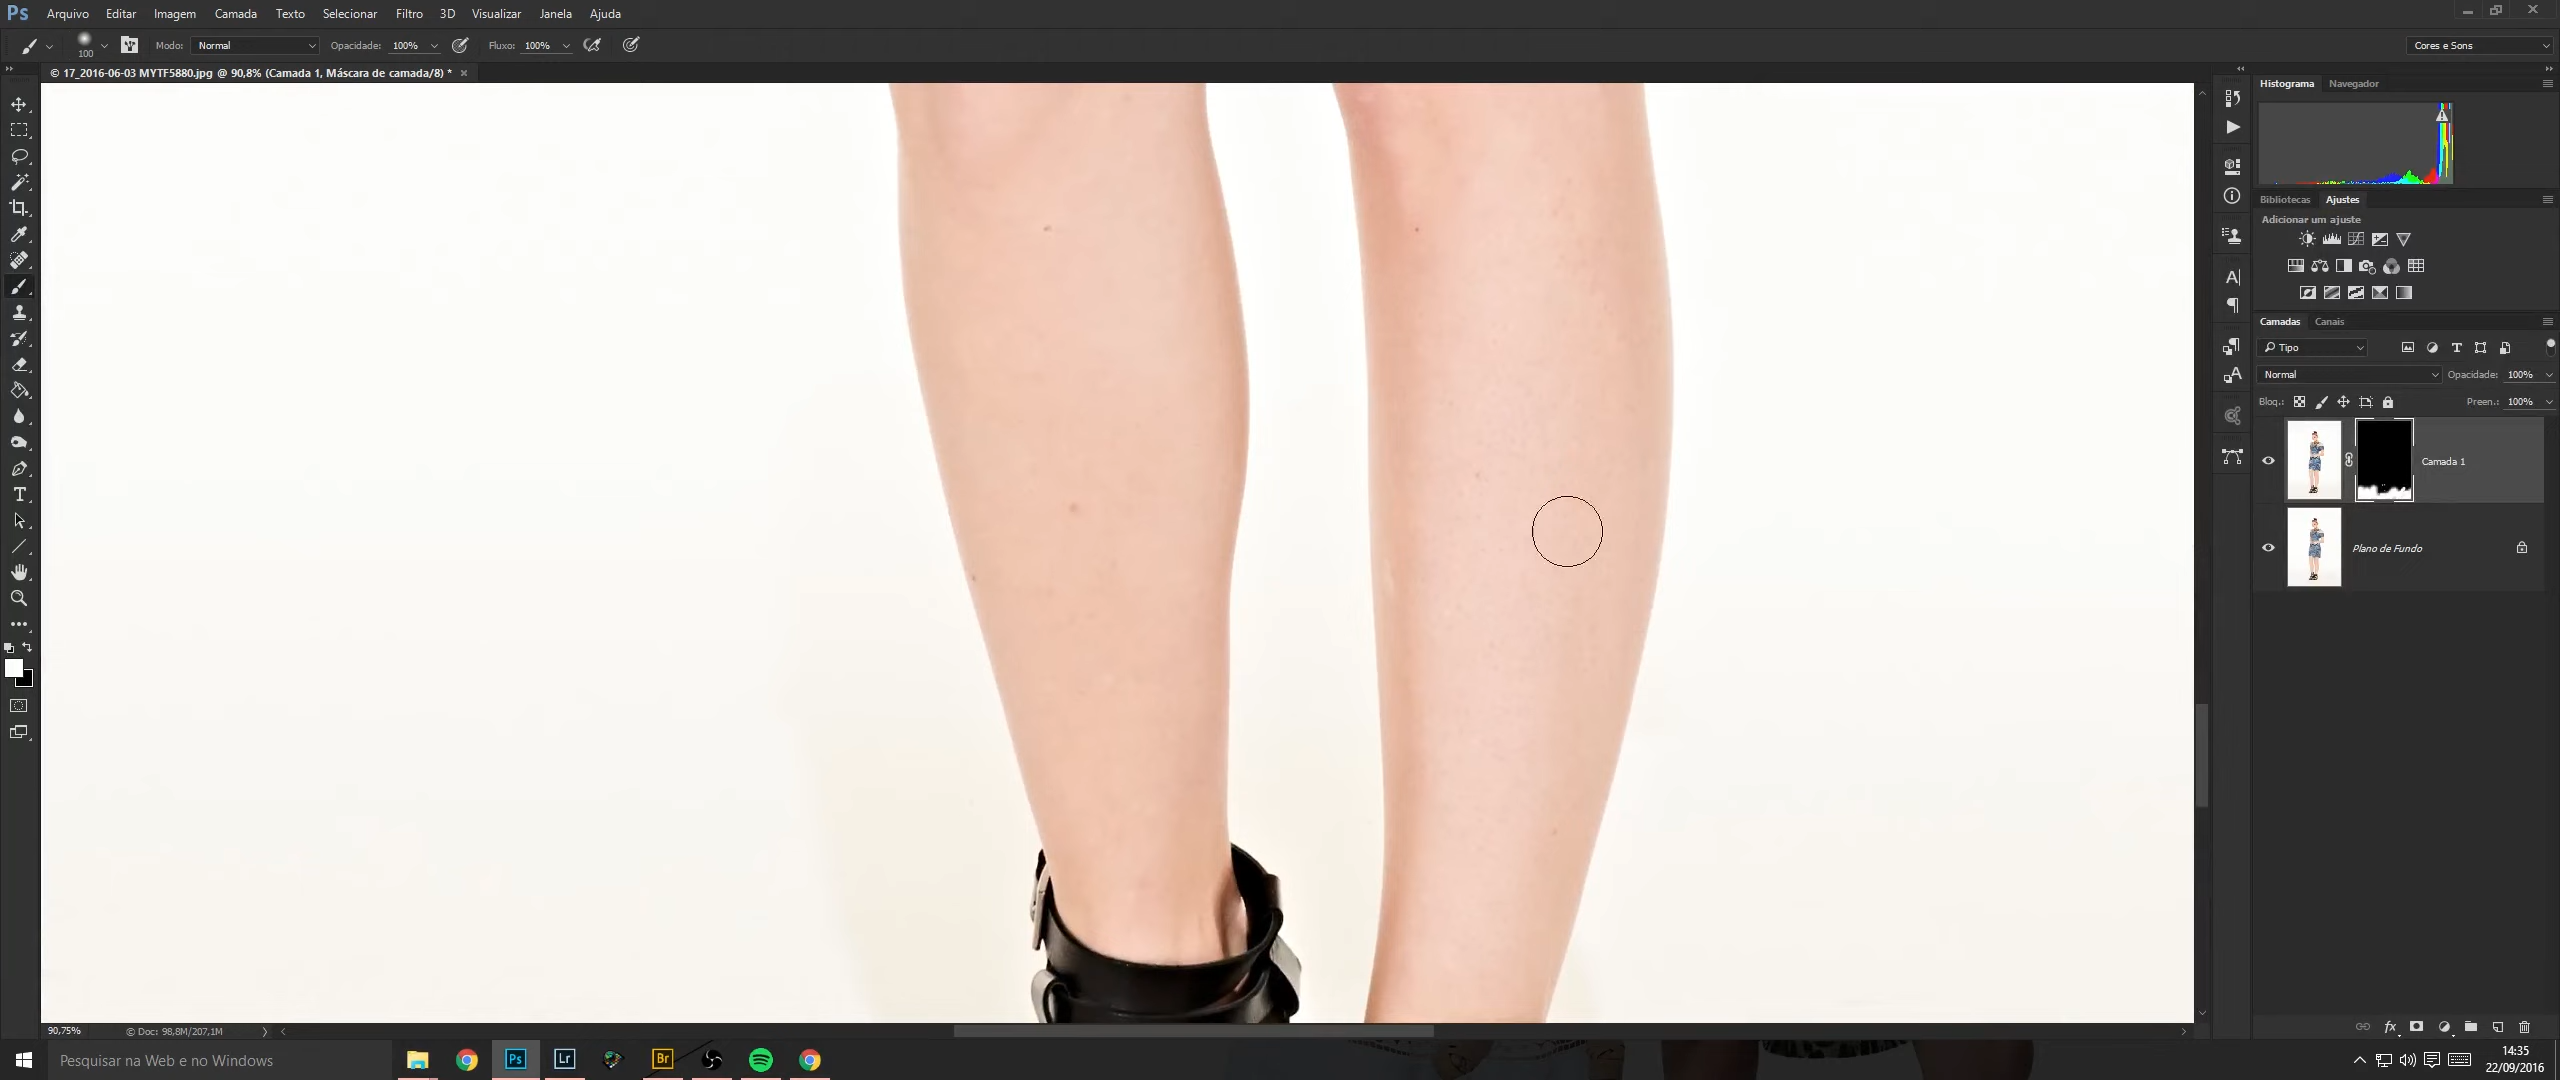 Ps Arquivo Editar Imagem Camada Texto Selecionar Filtro 3D Visualizar Janela Ajuda
100 Modo: Normal Opacidade: 100% Fluxo: 100% Cores e Sons
© 17_2016-06-03 MYTF5880.jpg @ 90,8% (Camada 1, Máscara de camada/8) * ×
Histograma Navegador
Bibliotecas Ajustes
Adicionar um ajuste
Camadas Canais
Tipo
Normal Opacidade: 100%
Bloq.: Preen.: 100%
Camada 1
Plano de Fundo
90,75% © Doc: 98,8M/207,1M
Pesquisar na Web e no Windows Ps Lr Br 14:35
22/09/2016